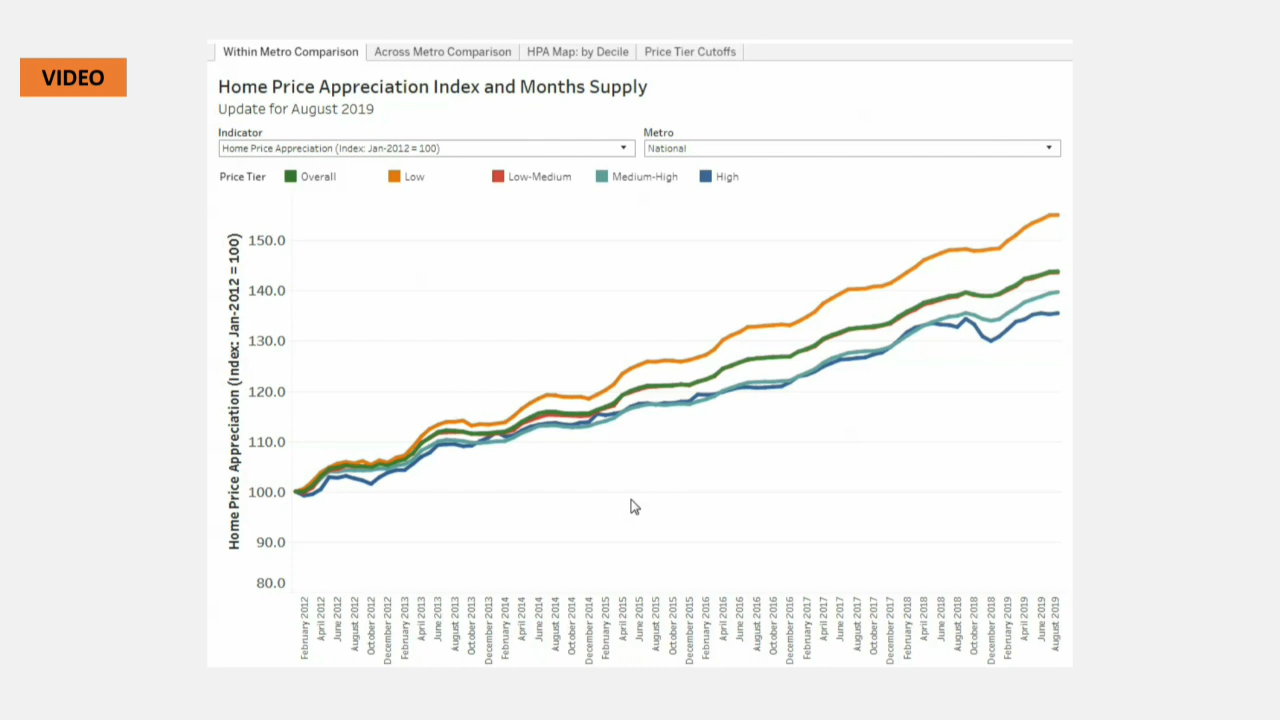 VIDEO
Within Metro Comparison
Across Metro Comparison
HPA Map: by Decile
Price Tier Cutoffs
Home Price Appreciation Index and Months Supply
Update for August 2019
Indicator
Metro
Home Price Appreciation (Index: Jan-2012 = 100)
National
Price Tier
Overall
Low
Low-Medium
Medium-High
High
Home Price Appreciation (Index: Jan-2012 = 100)
150.0
140.0
130.0
120.0
110.0
100.0
90.0
80.0
February 2012
April 2012
June 2012
August 2012
October 2012
December 2012
February 2013
April 2013
June 2013
August 2013
October 2013
December 2013
February 2014
April 2014
June 2014
August 2014
October 2014
December 2014
February 2015
April 2015
June 2015
August 2015
October 2015
December 2015
February 2016
April 2016
June 2016
August 2016
October 2016
December 2016
February 2017
April 2017
June 2017
August 2017
October 2017
December 2017
February 2018
April 2018
June 2018
August 2018
October 2018
December 2018
February 2019
April 2019
June 2019
August 2019